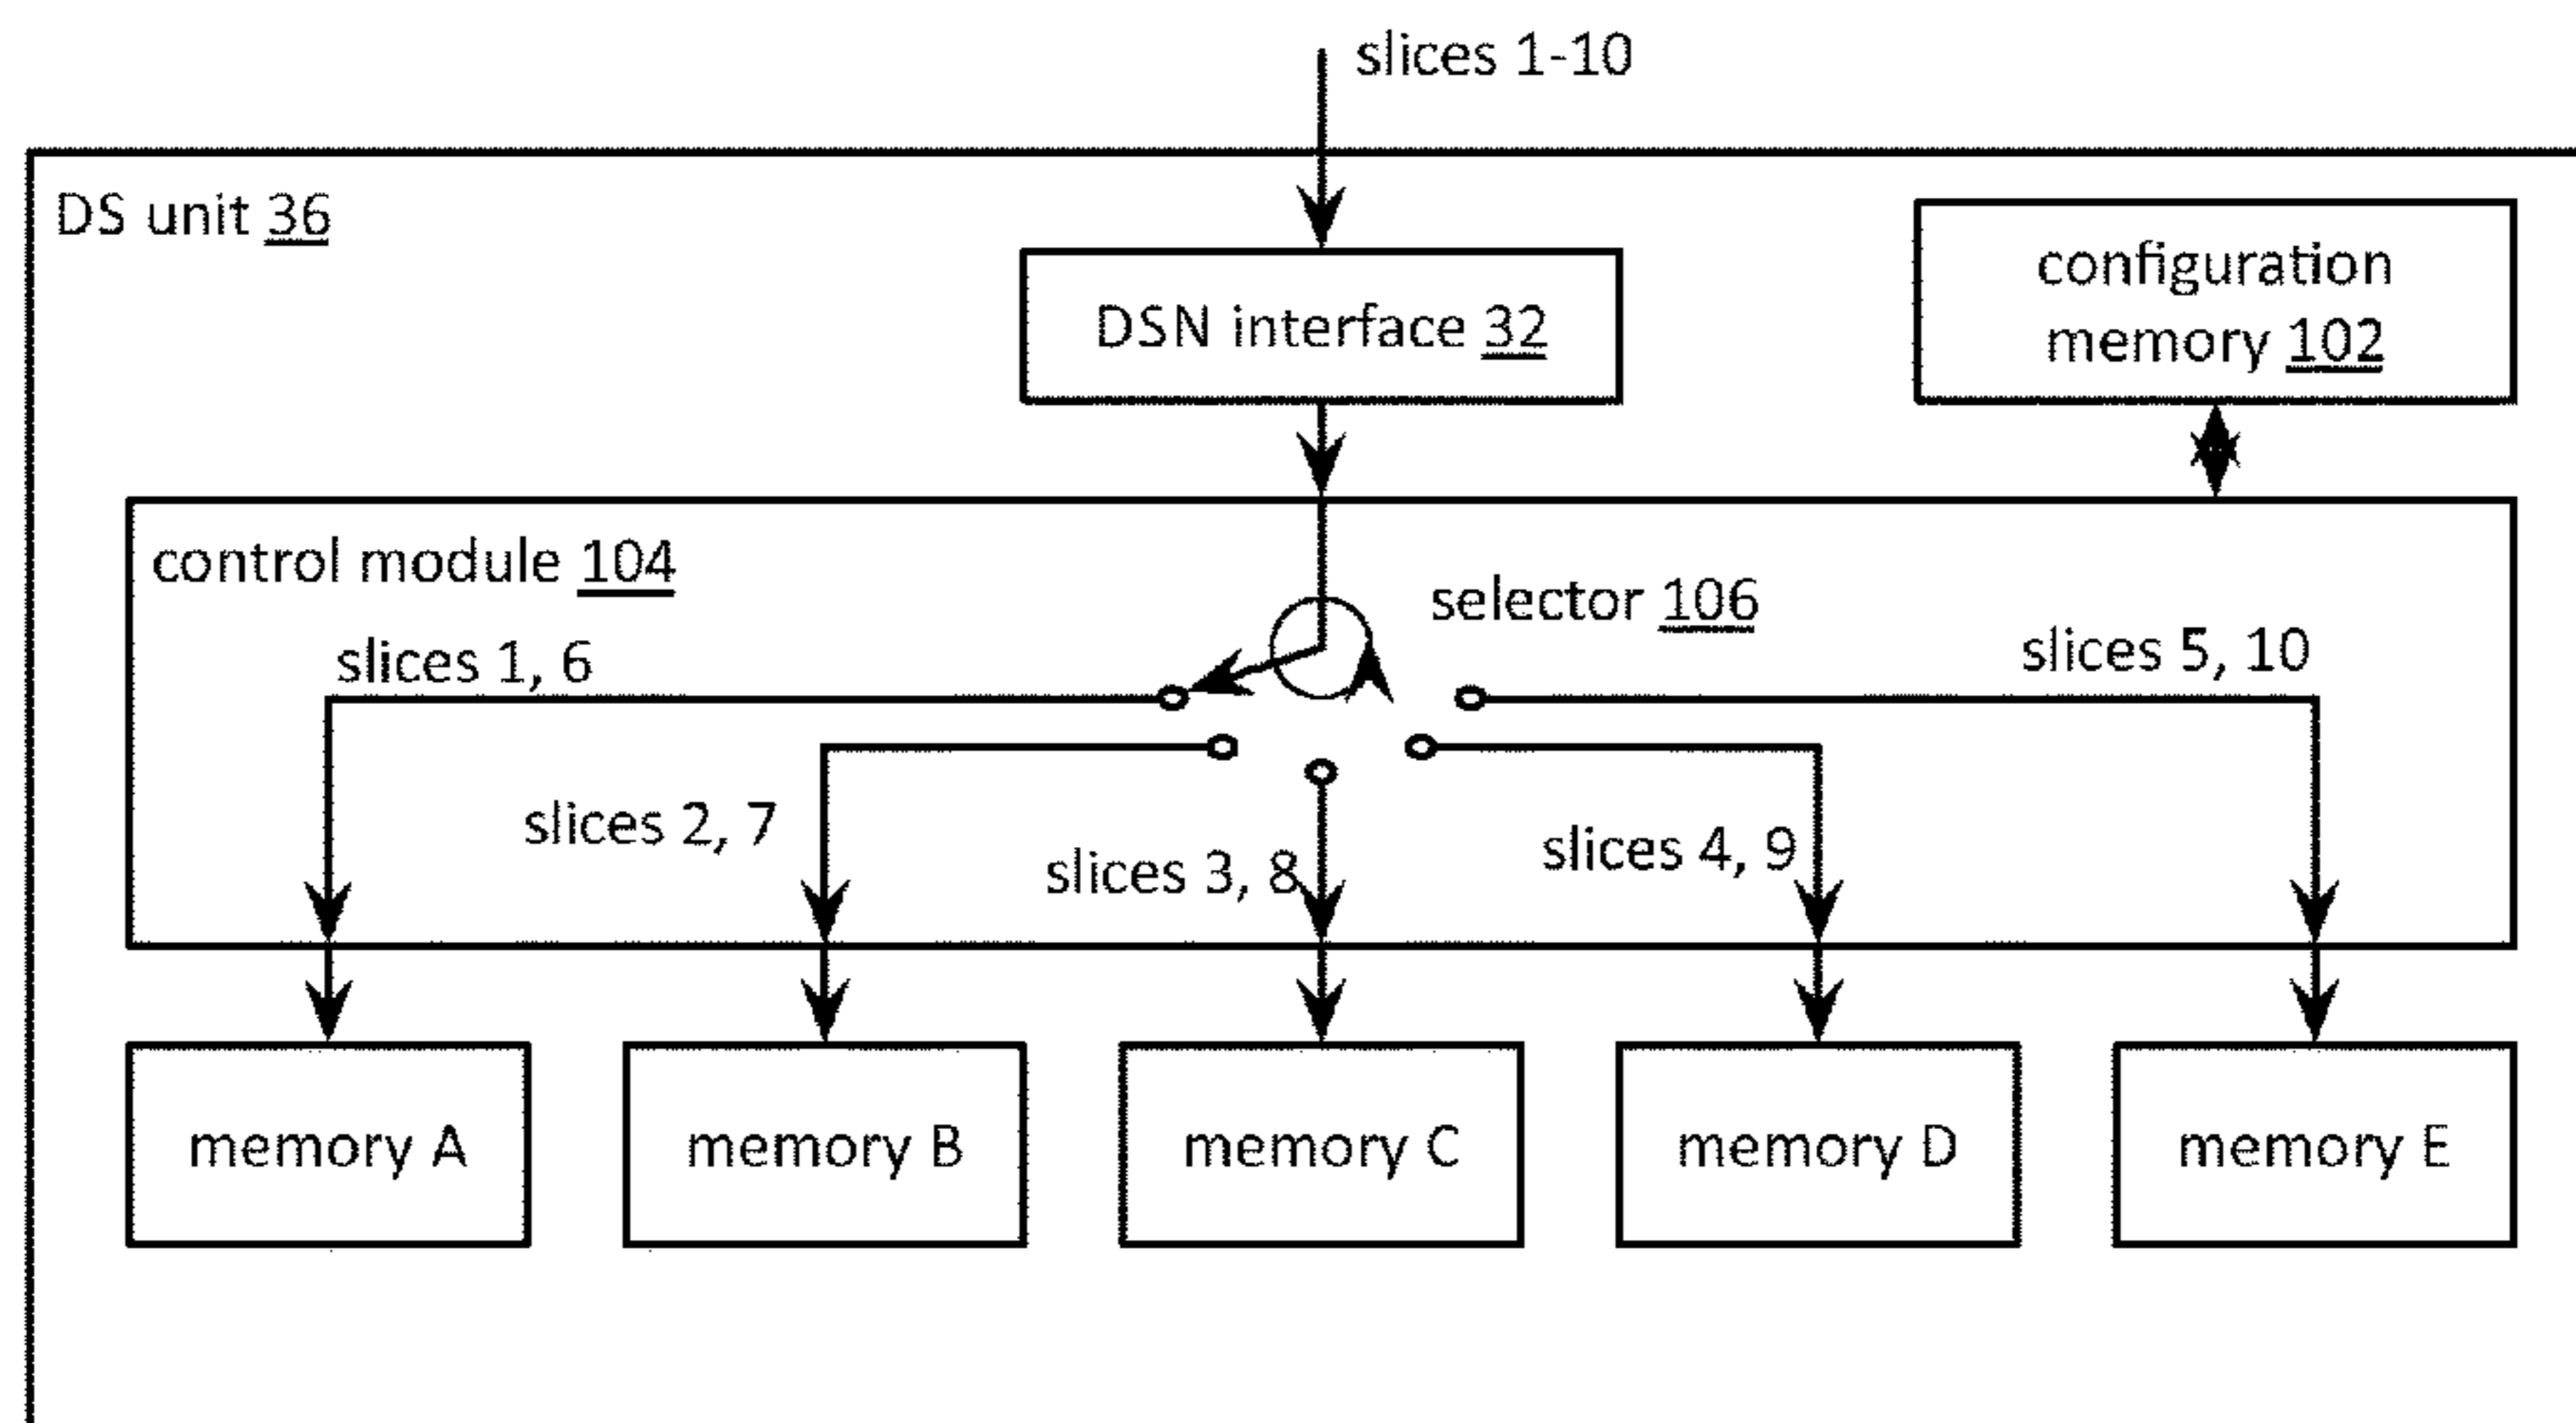 slices 1-10
DS unit 36
configuration
memory 102
DSN interface 32
control module 104
selector 106
slices 1, 6
slices 5, 10
slices 2, 7
slices 3, 8
slices 4, 9
memory A
memory B
memory C
memory D
memory E